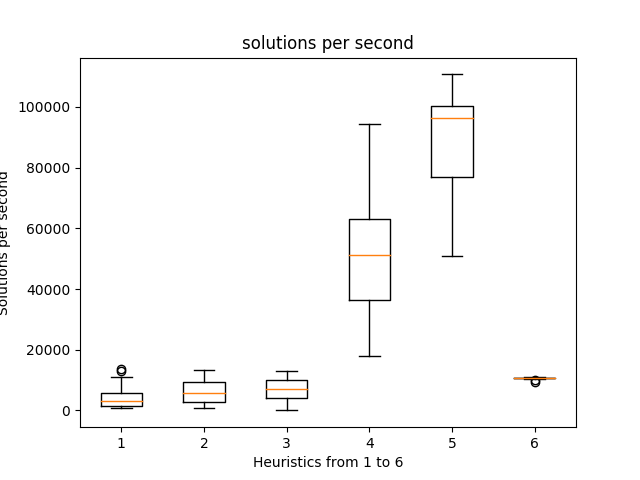 solutions per second
Solutions per second
100000
80000
60000
40000
20000
0
1 2 3 4 5 6
Heuristics from 1 to 6